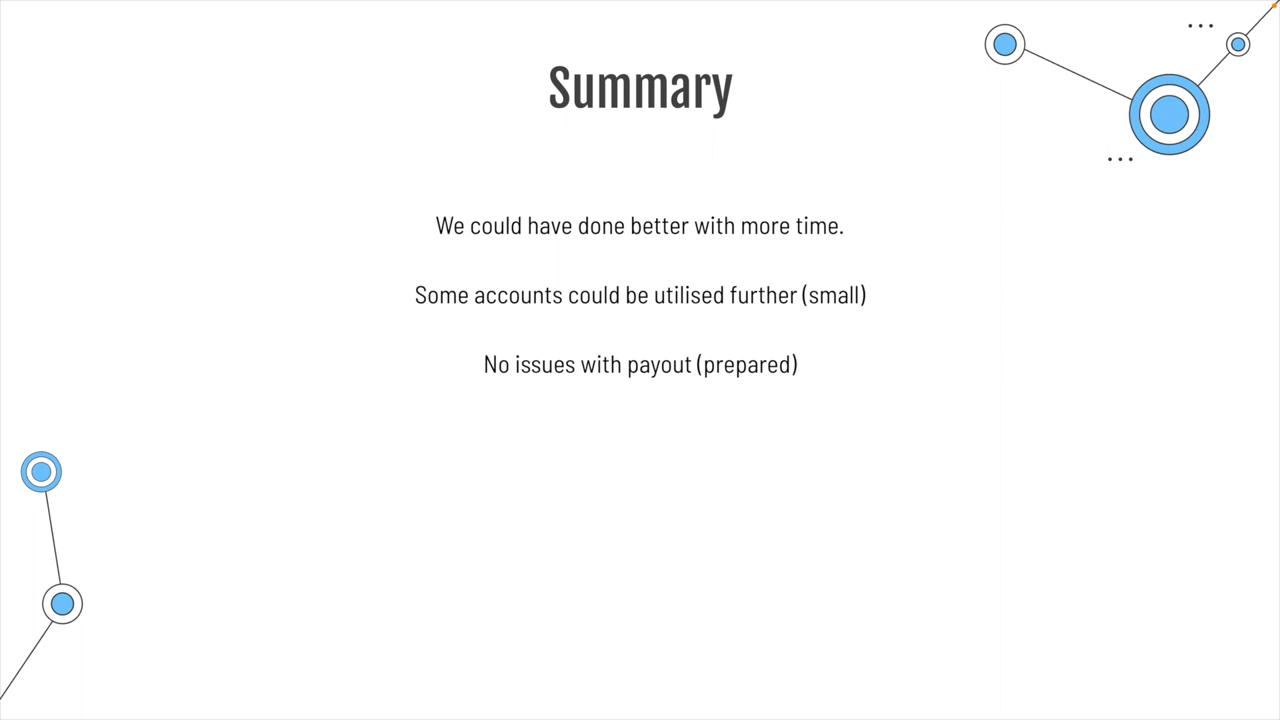 Summary
We could have done better with more time.
Some accounts could be utilised further (small)
No issues with payout (prepared)